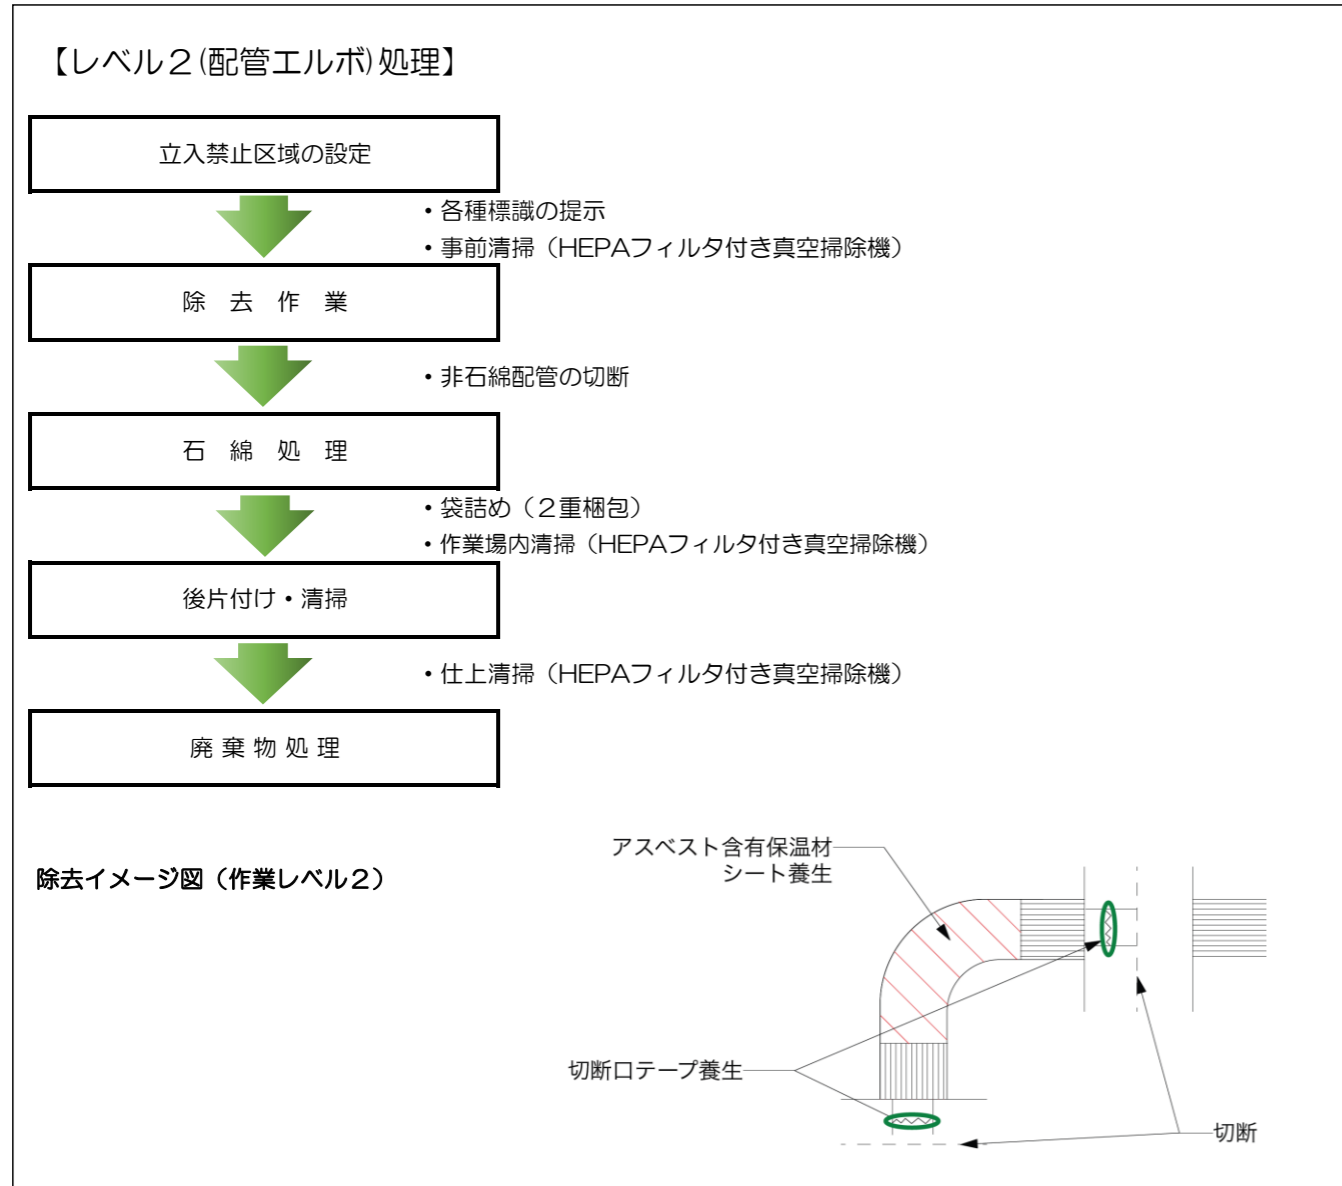 【レベル２(配管エルボ)処理】
立入禁止区域の設定
・各種標識の提示
・事前清掃（HEPAフィルタ付き真空掃除機）
除　去　作　業
・非石綿配管の切断
石　綿　処　理
・袋詰め（２重梱包）
・作業場内清掃（HEPAフィルタ付き真空掃除機）
後片付け・清掃
・仕上清掃（HEPAフィルタ付き真空掃除機）
廃 棄 物 処 理
除去イメージ図（作業レベル２）
アスベスト含有保温材
シート養生
切断口テープ養生
切断